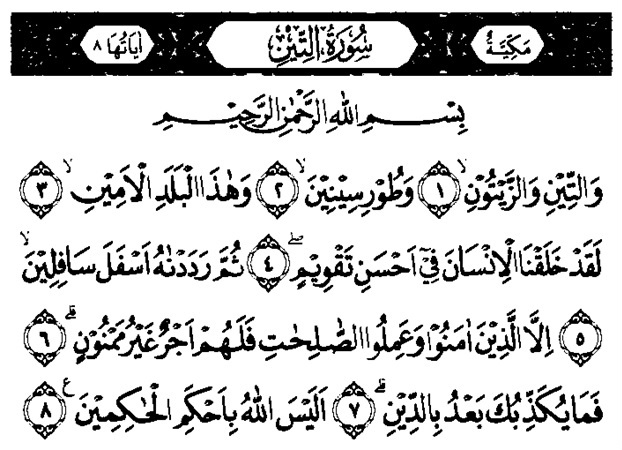 مَكِيَّةٌ سُورَةُ التِّيْنِ اٰيَاتُهَا ٨
بِسْمِ اللّٰهِ الرَّحْمٰنِ الرَّحِيْمِ
وَالتِّيْنِ وَالزَّيْتُوْنِۙ ١ وَطُوْرِ سِيْنِيْنَۙ ٢ وَهٰذَا الْبَلَدِ الْاَمِيْنِۙ ٣
لَقَدْ خَلَقْنَا الْاِنْسَانَ فِيْٓ اَحْسَنِ تَقْوِيْمٍۖ ٤ ثُمَّ رَدَدْنٰهُ اَسْفَلَ سَافِلِيْنَۙ
٥ اِلَّا الَّذِيْنَ اٰمَنُوْا وَعَمِلُوا الصّٰلِحٰتِ فَلَهُمْ اَجْرٌ غَيْرُ مَمْنُوْنٍۗ ٦
فَمَا يُكَذِّبُكَ بَعْدُ بِالدِّيْنِۗ ٧ اَلَيْسَ اللّٰهُ بِاَحْكَمِ الْحٰكِمِيْنَ ࣖ ٨